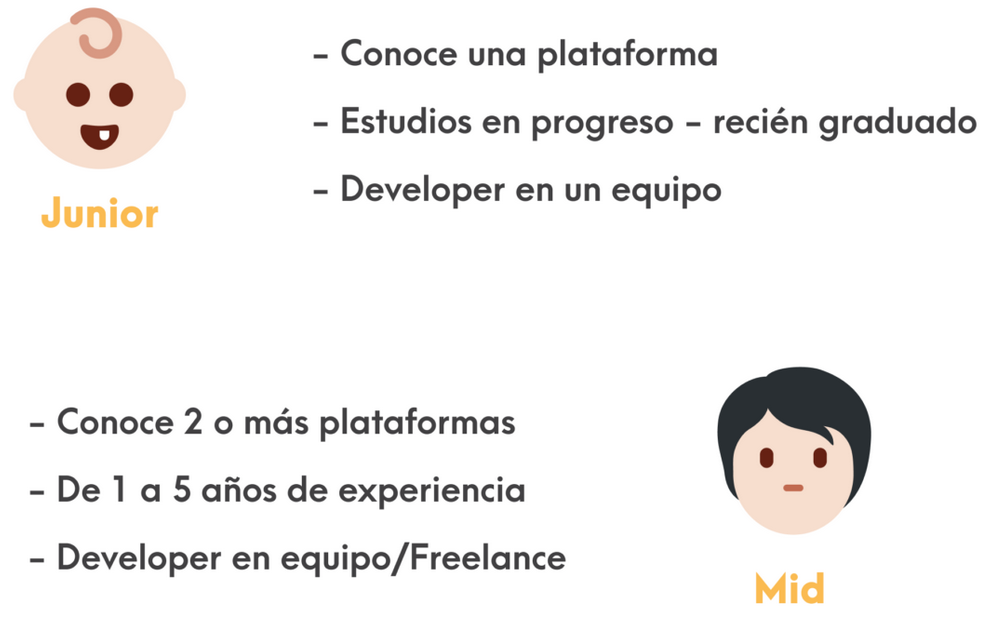 - Conoce una plataforma
- Estudios en progreso - recién graduado
- Developer en un equipo
Junior
- Conoce 2 o más plataformas
- De 1 a 5 años de experiencia
- Developer en equipo/Freelance
Mid